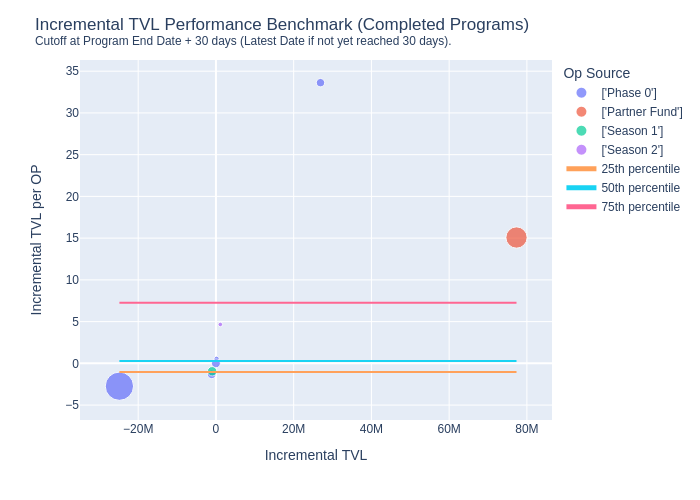 Incremental TVL Performance Benchmark (Completed Programs)
Cutoff at Program End Date + 30 days (Latest Date if not yet reached 30 days).
Incremental TVL per OP
35
30
25
20
15
10
5
0
−5
−20M
0
20M
40M
60M
80M
Incremental TVL
Op Source
['Phase 0']
['Partner Fund']
['Season 1']
['Season 2']
25th percentile
50th percentile
75th percentile